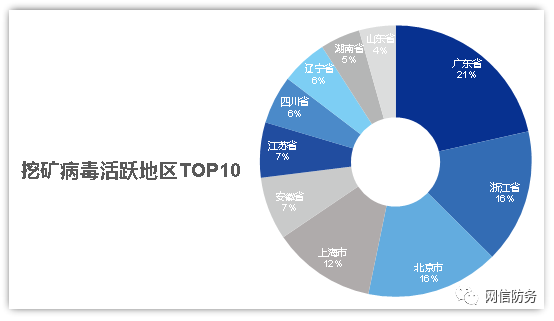 挖矿病毒活跃地区TOP10
广东省
21%
浙江省
16%
北京市
16%
上海市
12%
安徽省
7%
江苏省
7%
四川省
6%
辽宁省
6%
湖南省
5%
山东省
4%
网信防务